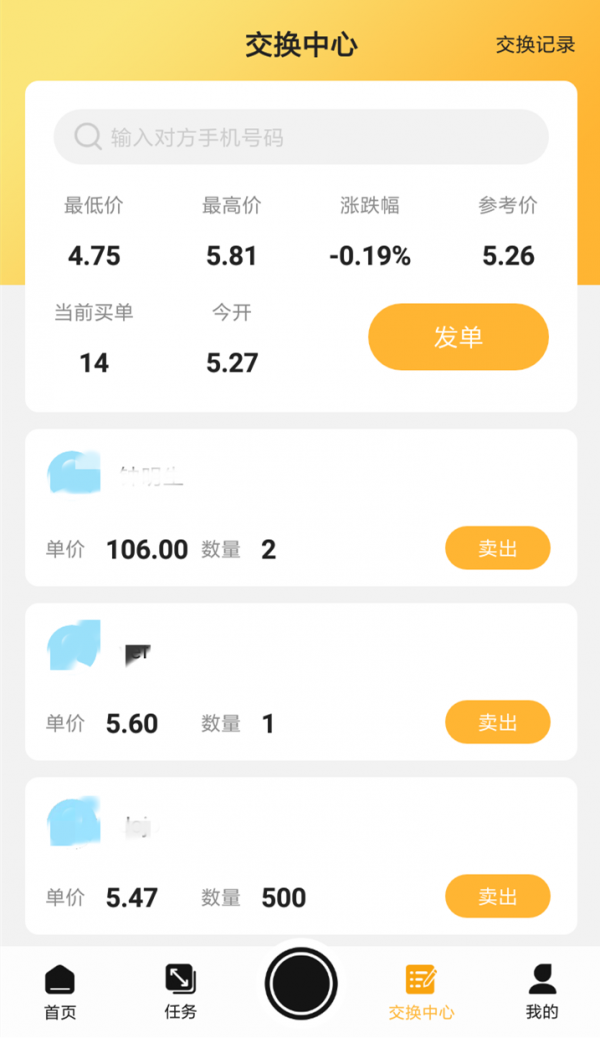 交换中心 交换记录
输入对方手机号码
最低价 最高价 涨跌幅 参考价
4.75 5.81 -0.19% 5.26
当前买单 今开
14 5.27
发单
单价 106.00 数量 2 卖出
单价 5.60 数量 1 卖出
单价 5.47 数量 500 卖出
首页 任务 交换中心 我的